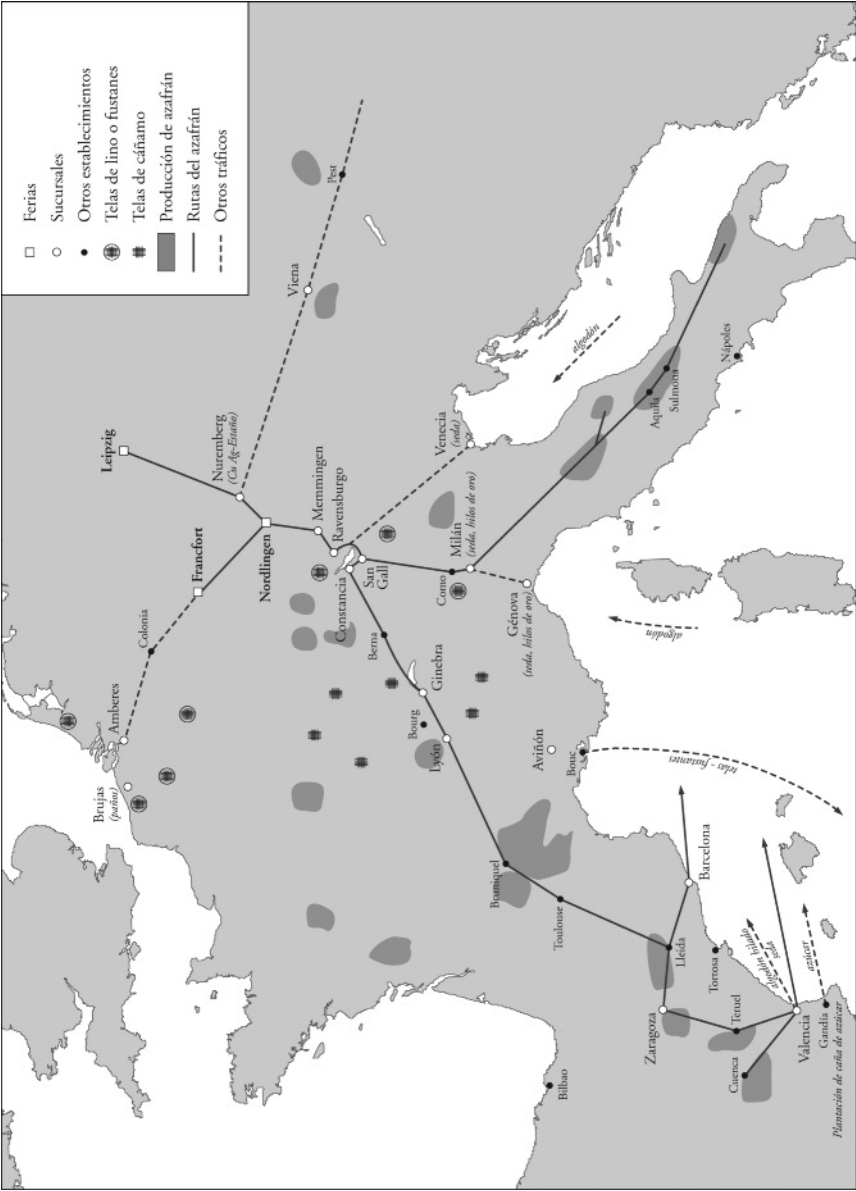 Ferias
Sucursales
Otros establecimientos
Telas de lino o fustanes
Telas de cáñamo
Producción de azafrán
Rutas del azafrán
Otros tráficos
Leipzig
Nuremberg
(Cu Ag-Estaño)
Viena
Pest
Francfort
Nordlingen
Colonia
Amberes
Brujas
(paños)
Memmingen
Ravensburgo
Constancia
San
Gall
Berna
Ginebra
Bourg
Lyón
Como
Milán
(seda, hilos de oro)
Venecia
(seda)
Génova
(seda, hilos de oro)
algodón
Aquila
Sulmona
Nápoles
algodón
Aviñón
Bouc
telas - fustantes
Bruniquel
Toulouse
Bilbao
Zaragoza
Lleida
Barcelona
Tortosa
Teruel
Cuenca
Valencia
Gandía
algodón hilado
seda
azúcar
Plantación de caña de azúcar